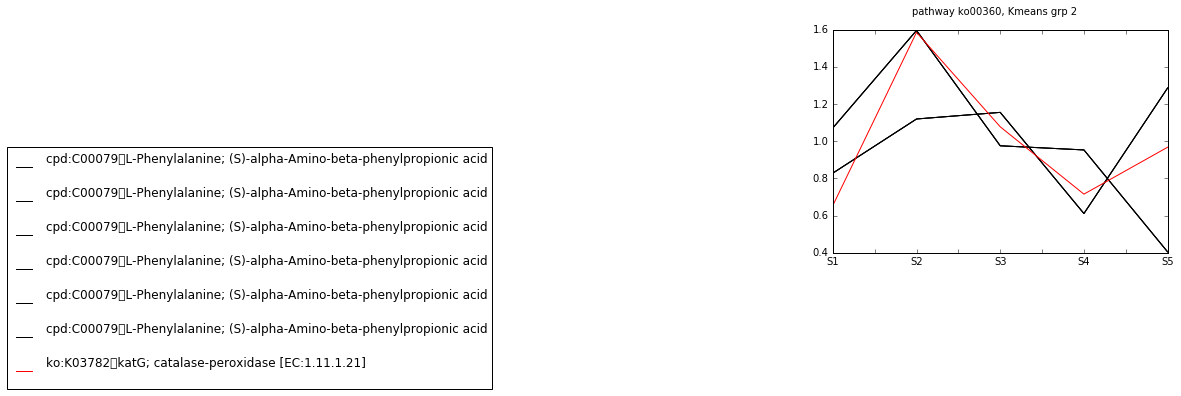 pathway ko00360, Kmeans grp 2
1.6
1.4
1.2
1.0
0.8
0.6
0.4
S1 S2 S3 S4 S5
cpd:C00079▯L-Phenylalanine; (S)-alpha-Amino-beta-phenylpropionic acid
cpd:C00079▯L-Phenylalanine; (S)-alpha-Amino-beta-phenylpropionic acid
cpd:C00079▯L-Phenylalanine; (S)-alpha-Amino-beta-phenylpropionic acid
cpd:C00079▯L-Phenylalanine; (S)-alpha-Amino-beta-phenylpropionic acid
cpd:C00079▯L-Phenylalanine; (S)-alpha-Amino-beta-phenylpropionic acid
cpd:C00079▯L-Phenylalanine; (S)-alpha-Amino-beta-phenylpropionic acid
ko:K03782▯katG; catalase-peroxidase [EC:1.11.1.21]